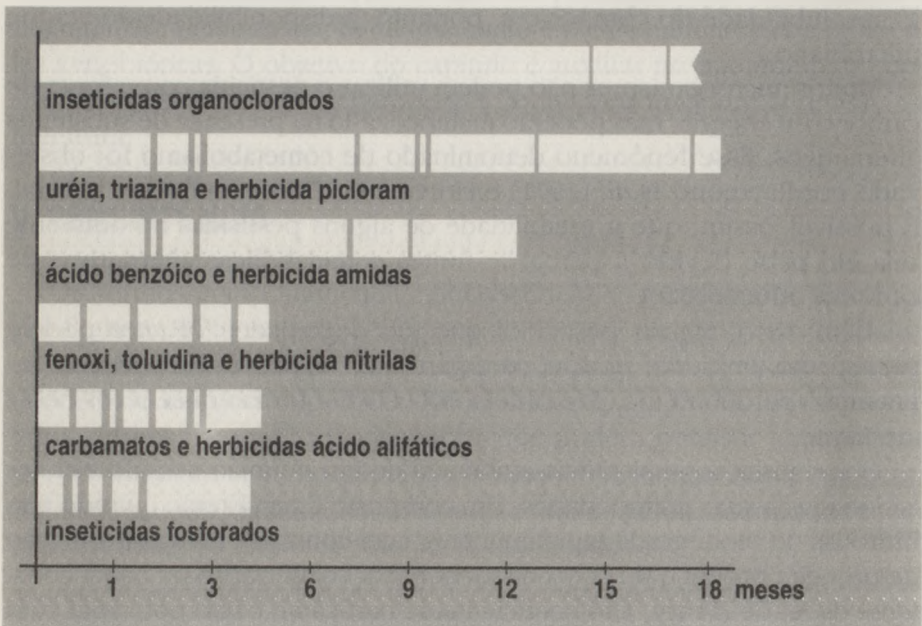 inseticidas organoclorados
uréia, triazina e herbicida picloram
ácido benzóico e herbicida amidas
fenoxi, toluidina e herbicida nitrilas
carbamatos e herbicidas ácido alifáticos
inseticidas fosforados
1 3 6 9 12 15 18 meses